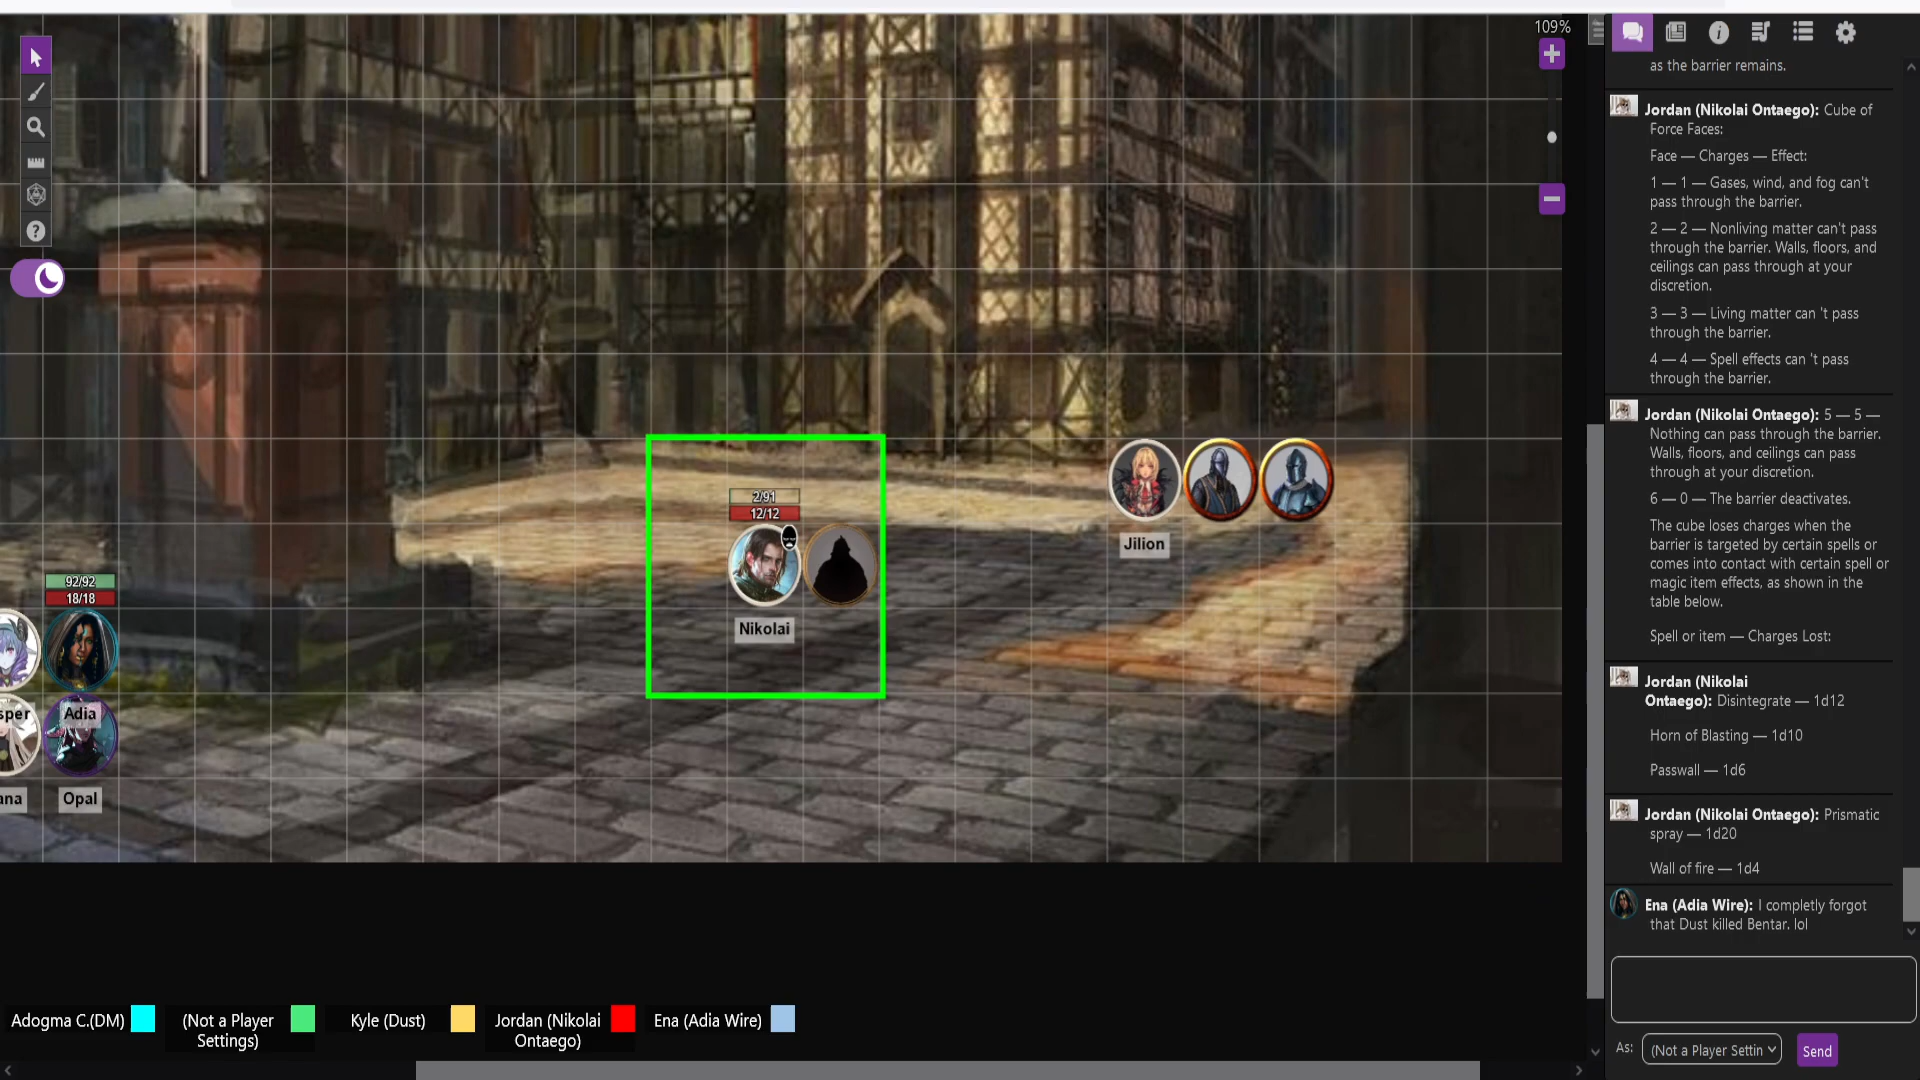 109%
as the barrier remains.
Jordan (Nikolai Ontaego): Cube of
Force Faces:
Face — Charges — Effect:
1 — 1 — Gases, wind, and fog can't
pass through the barrier.
2 — 2 — Nonliving matter can't pass
through the barrier. Walls, floors, and
ceilings can pass through at your
discretion.
3 — 3 — Living matter can 't pass
through the barrier.
4 — 4 — Spell effects can 't pass
through the barrier.
Jordan (Nikolai Ontaego): 5 — 5 —
Nothing can pass through the barrier.
Walls, floors, and ceilings can pass
through at your discretion.
6 — 0 — The barrier deactivates.
The cube loses charges when the
barrier is targeted by certain spells or
comes into contact with certain spell or
magic item effects, as shown in the
table below.
Spell or item — Charges Lost:
Jordan (Nikolai
Ontaego): Disintegrate — 1d12
Horn of Blasting — 1d10
Passwall — 1d6
Jordan (Nikolai Ontaego): Prismatic
spray — 1d20
Wall of fire — 1d4
Ena (Adia Wire): I completly forgot
that Dust killed Bentar. lol
As: (Not a Player Settin
Send
2/91
12/12
Nikolai
Jilion
92/92
18/18
sper
Adia
ana
Opal
Adogma C.(DM)
(Not a Player
Settings)
Kyle (Dust)
Jordan (Nikolai
Ontaego)
Ena (Adia Wire)